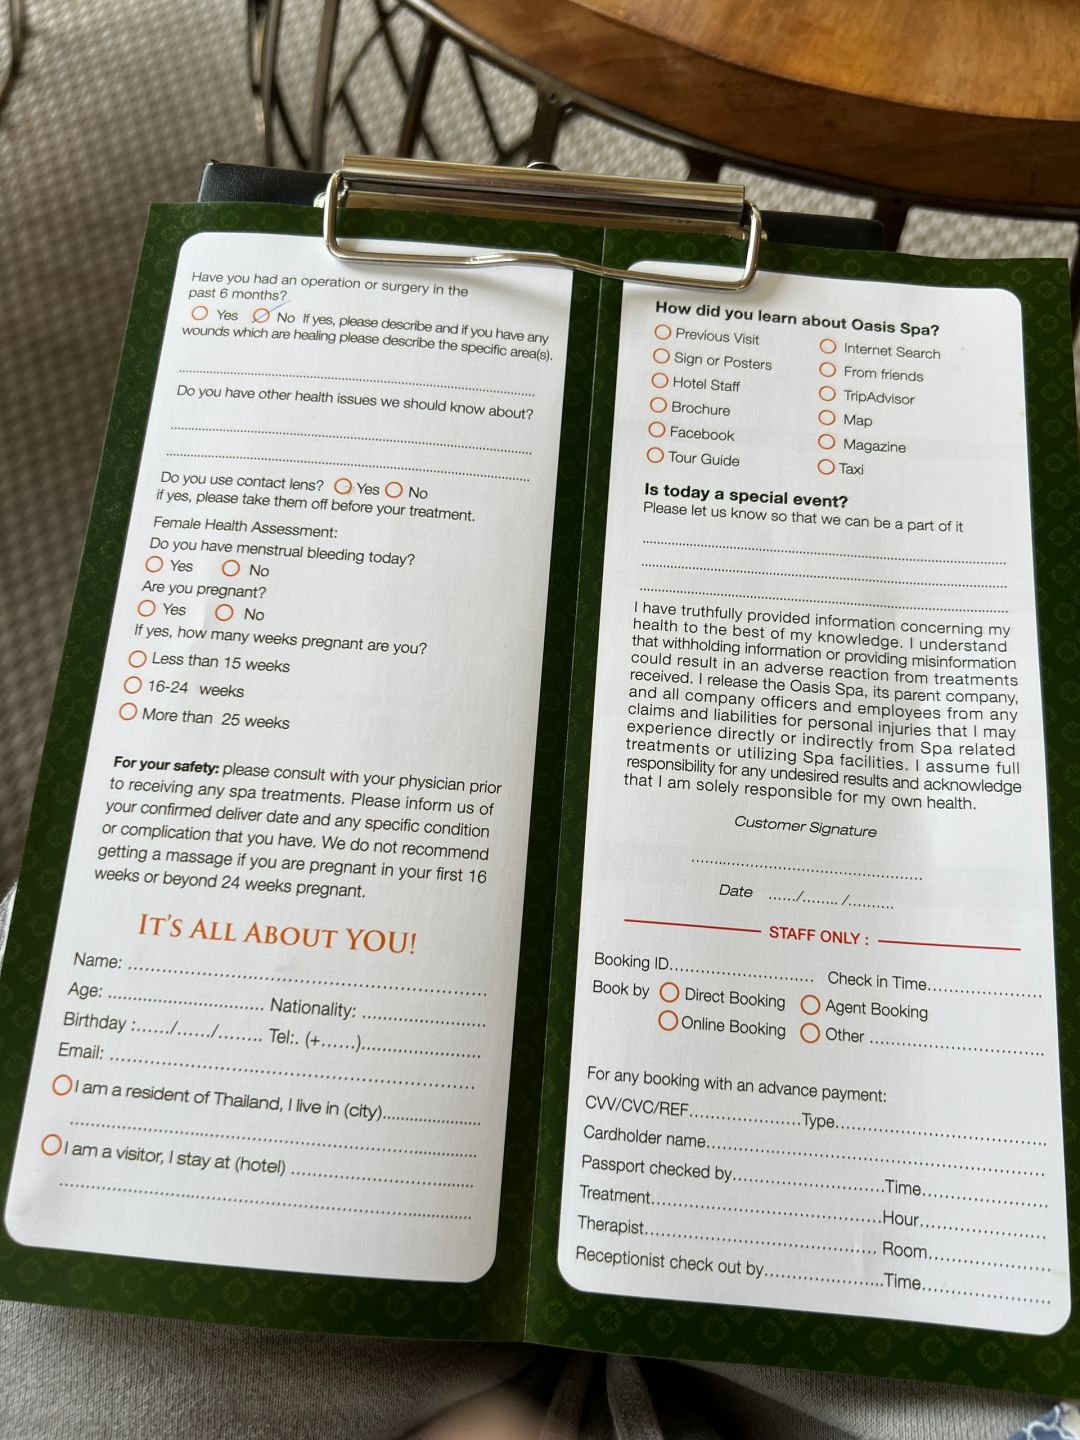 Have you had an operation or surgery in the
past 6 months?
Yes No If yes, please describe and if you have any
wounds which are healing please describe the specific area(s).
Do you have other health issues we should know about?
Do you use contact lens? Yes No
if yes, please take them off before your treatment.
Female Health Assessment:
Do you have menstrual bleeding today?
Yes No
Are you pregnant?
Yes No
If yes, how many weeks pregnant are you?
Less than 15 weeks
16-24 weeks
More than 25 weeks
For your safety: please consult with your physician prior
to receiving any spa treatments. Please inform us of
your confirmed deliver date and any specific condition
or complication that you have. We do not recommend
getting a massage if you are pregnant in your first 16
weeks or beyond 24 weeks pregnant.
IT'S ALL ABOUT YOU!
Name: ........................
Age: ........................ Nationality: ........................
Birthday :....../....../........ Tel:. (+......)........................
Email: ........................
I am a resident of Thailand, I live in (city)........................
I am a visitor, I stay at (hotel) ........................
How did you learn about Oasis Spa?
Previous Visit Internet Search
Sign or Posters From friends
Hotel Staff TripAdvisor
Brochure Map
Facebook Magazine
Tour Guide Taxi
Is today a special event?
Please let us know so that we can be a part of it
I have truthfully provided information concerning my
health to the best of my knowledge. I understand
that withholding information or providing misinformation
could result in an adverse reaction from treatments
received. I release the Oasis Spa, its parent company,
and all company officers and employees from any
claims and liabilities for personal injuries that I may
experience directly or indirectly from Spa related
treatments or utilizing Spa facilities. I assume full
responsibility for any undesired results and acknowledge
that I am solely responsible for my own health.
Customer Signature
Date ....../......../..........
STAFF ONLY :
Booking ID........................ Check in Time........................
Book by Direct Booking Agent Booking
Online Booking Other ........................
For any booking with an advance payment:
CVV/CVC/REF........................Type........................
Cardholder name........................
Passport checked by........................Time........................
Treatment........................Hour........................
Therapist........................ Room........................
Receptionist check out by........................Time........................